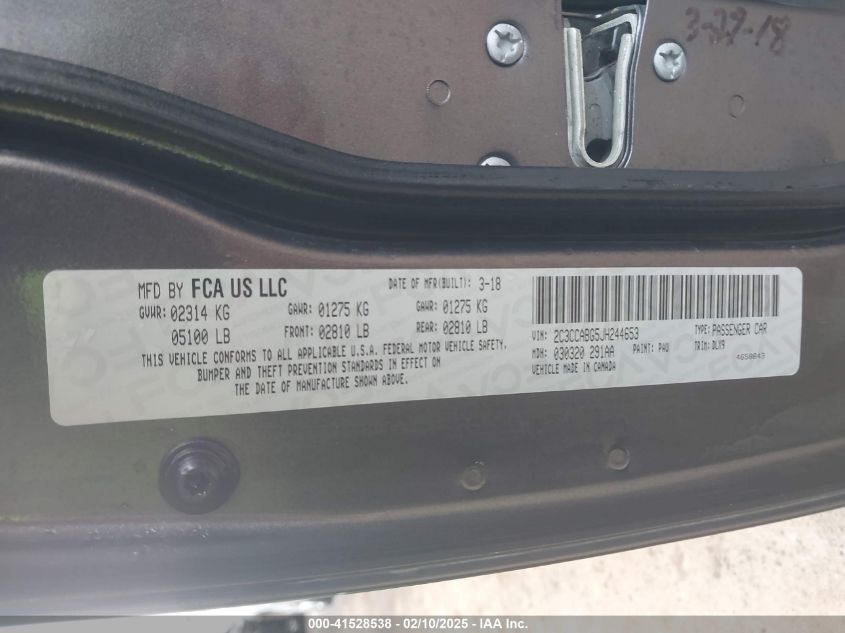 3-29-18
MFD BY FCA US LLC DATE OF MFR(BUILT): 3-18
GVWR: 02314 KG GAWR: 01275 KG GAWR: 01275 KG
05100 LB FRONT: 02810 LB REAR: 02810 LB
THIS VEHICLE CONFORMS TO ALL APPLICABLE U.S.A. FEDERAL MOTOR VEHICLE SAFETY,
BUMPER AND THEFT PREVENTION STANDARDS IN EFFECT ON
THE DATE OF MANUFACTURE SHOWN ABOVE.
VIN: 2C3CCABG5JH244653 TYPE: PASSENGER CAR
MDH: 030320 291AA PAINT: PAU TRIM: DLX9
VEHICLE MADE IN CANADA 4658843
000-41528538 - 02/10/2025 - IAA Inc.